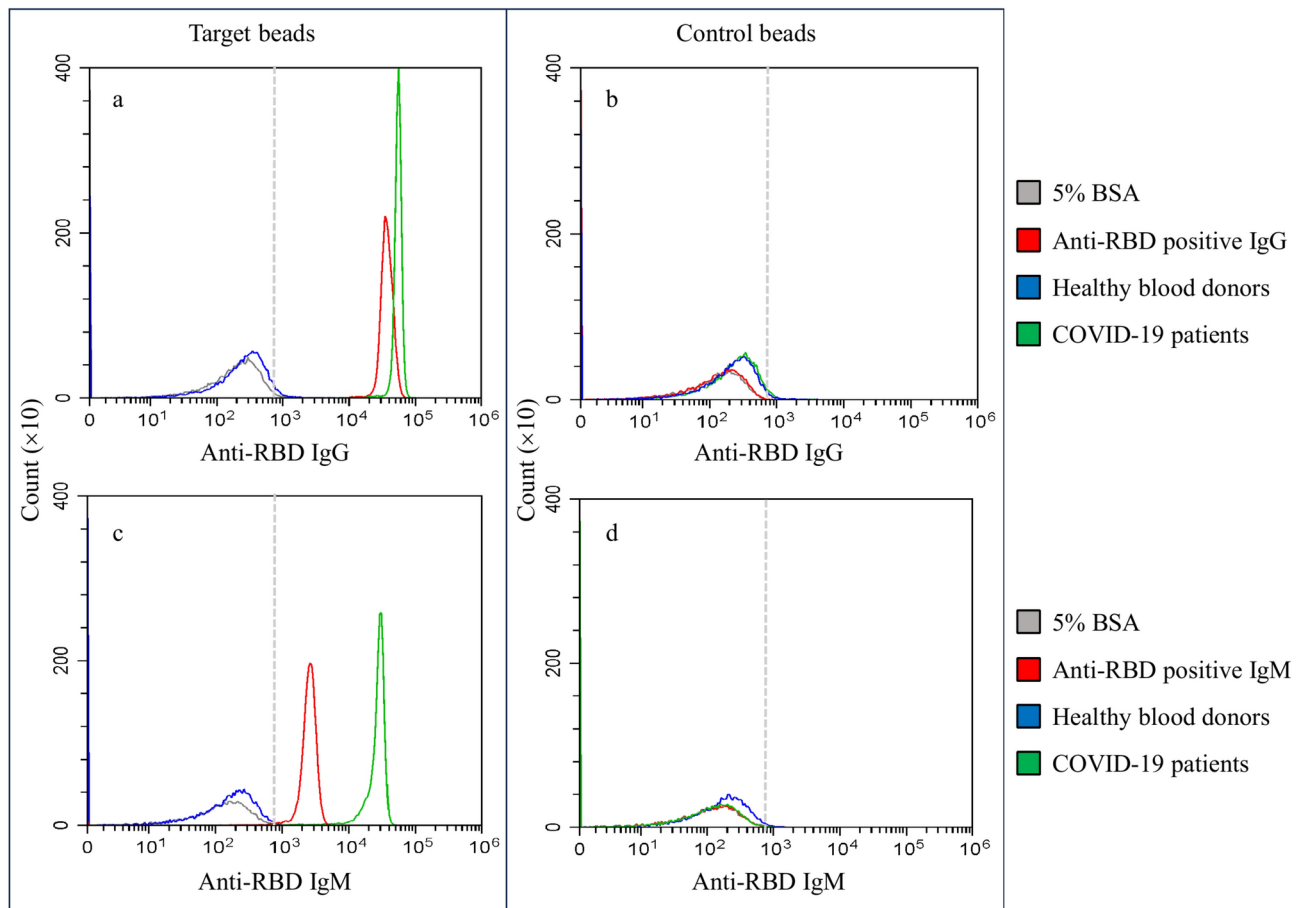 Target beads
Control beads
400
200
0
a
0 10¹ 10² 10³ 10⁴ 10⁵ 10⁶
Anti-RBD IgG
400
200
0
b
0 10¹ 10² 10³ 10⁴ 10⁵ 10⁶
Anti-RBD IgG
5% BSA
Anti-RBD positive IgG
Healthy blood donors
COVID-19 patients
Count (×10)
Count (×10)
400
200
0
c
0 10¹ 10² 10³ 10⁴ 10⁵ 10⁶
Anti-RBD IgM
400
200
0
d
0 10¹ 10² 10³ 10⁴ 10⁵ 10⁶
Anti-RBD IgM
5% BSA
Anti-RBD positive IgM
Healthy blood donors
COVID-19 patients